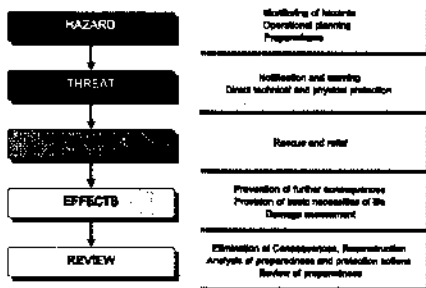 HAZARD
Monitoring of hazards
Operational planning
Preparedness
THREAT
Notification and warning
Direct technical and physical protection
Rescue and relief
EFFECTS
Prevention of further consequences
Provision of basic necessities of life
Damage assessment
REVIEW
Elimination of Consequences, Reconstruction
Analysis of preparedness and protection actions
Review of preparedness